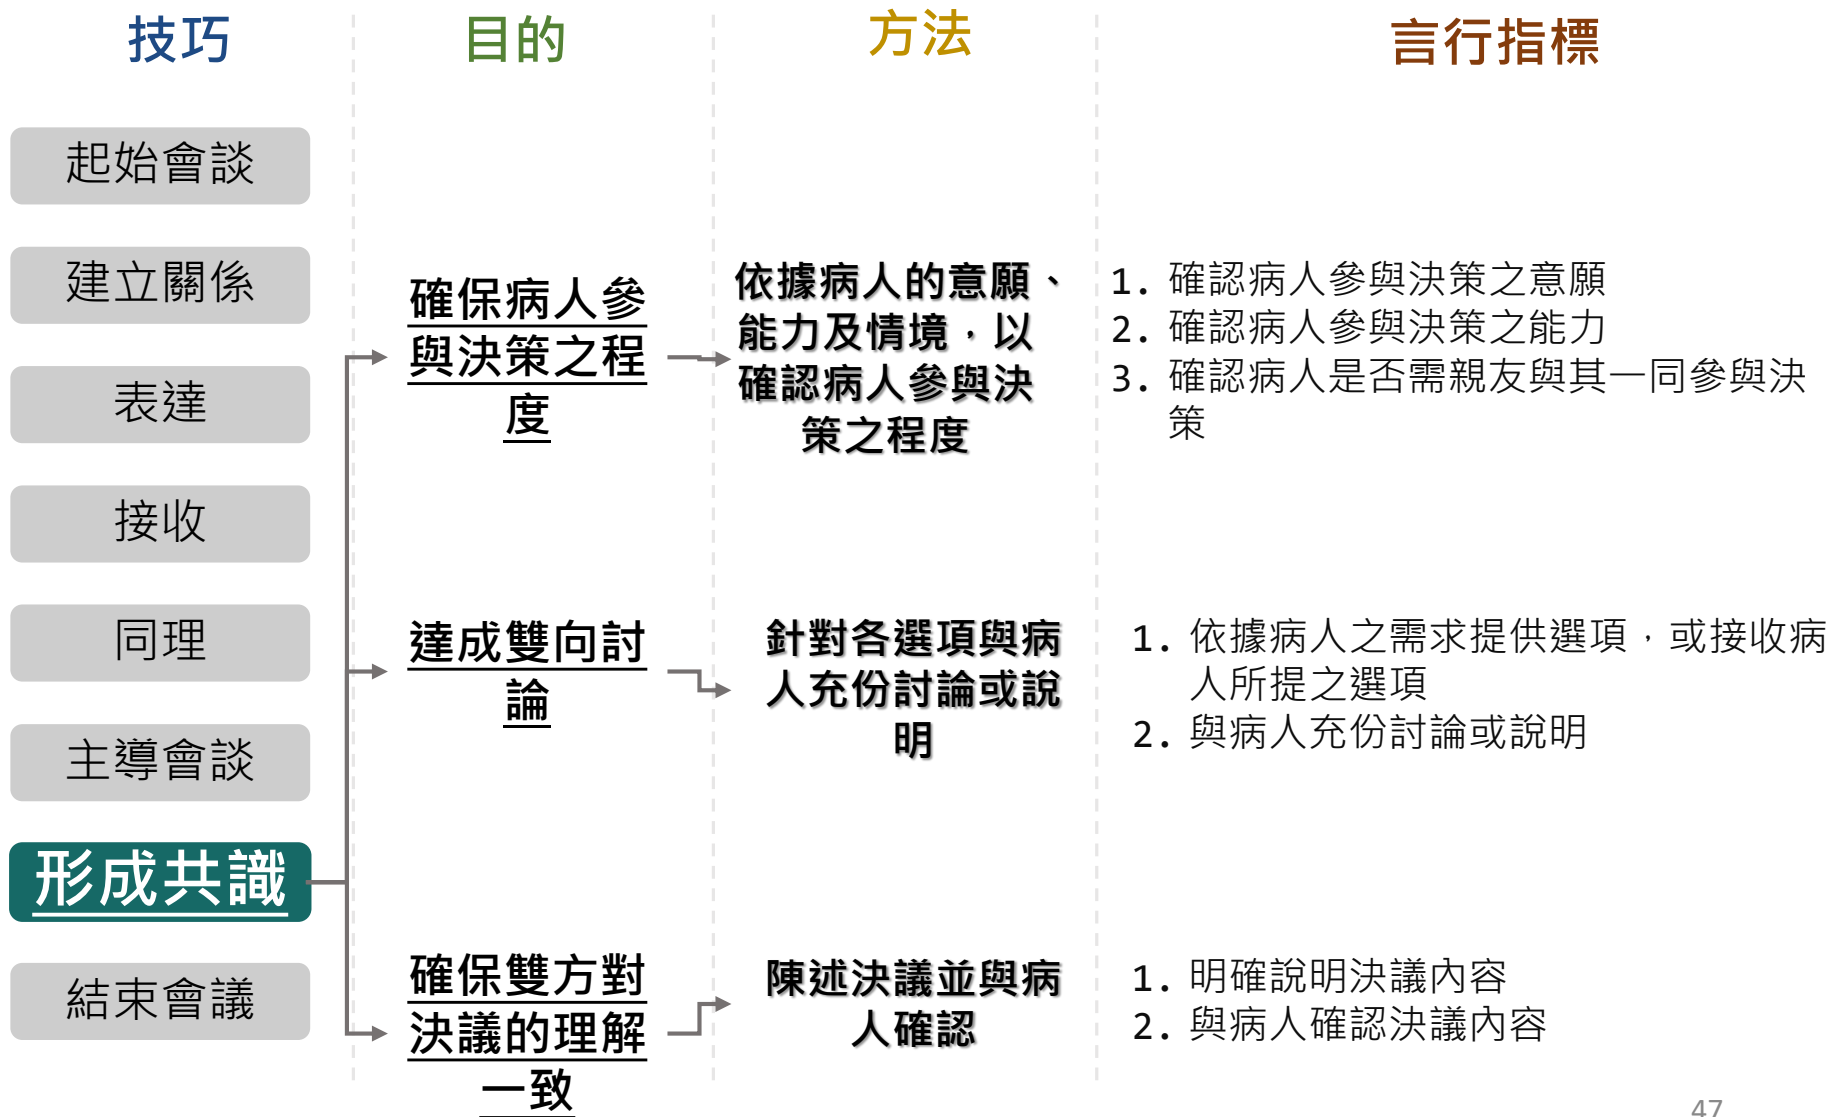 技巧
目的
方法
言行指標
起始會談
建立關係
表達
接收
同理
主導會談
形成共識
結束會議
確保病人參
與決策之程
度
依據病人的意願、
能力及情境，以
確認病人參與決
策之程度
1. 確認病人參與決策之意願
2. 確認病人參與決策之能力
3. 確認病人是否需親友與其一同參與決
策
達成雙向討
論
針對各選項與病
人充份討論或說
明
1. 依據病人之需求提供選項，或接收病
人所提之選項
2. 與病人充份討論或說明
確保雙方對
決議的理解
一致
陳述決議並與病
人確認
1. 明確說明決議內容
2. 與病人確認決議內容
47